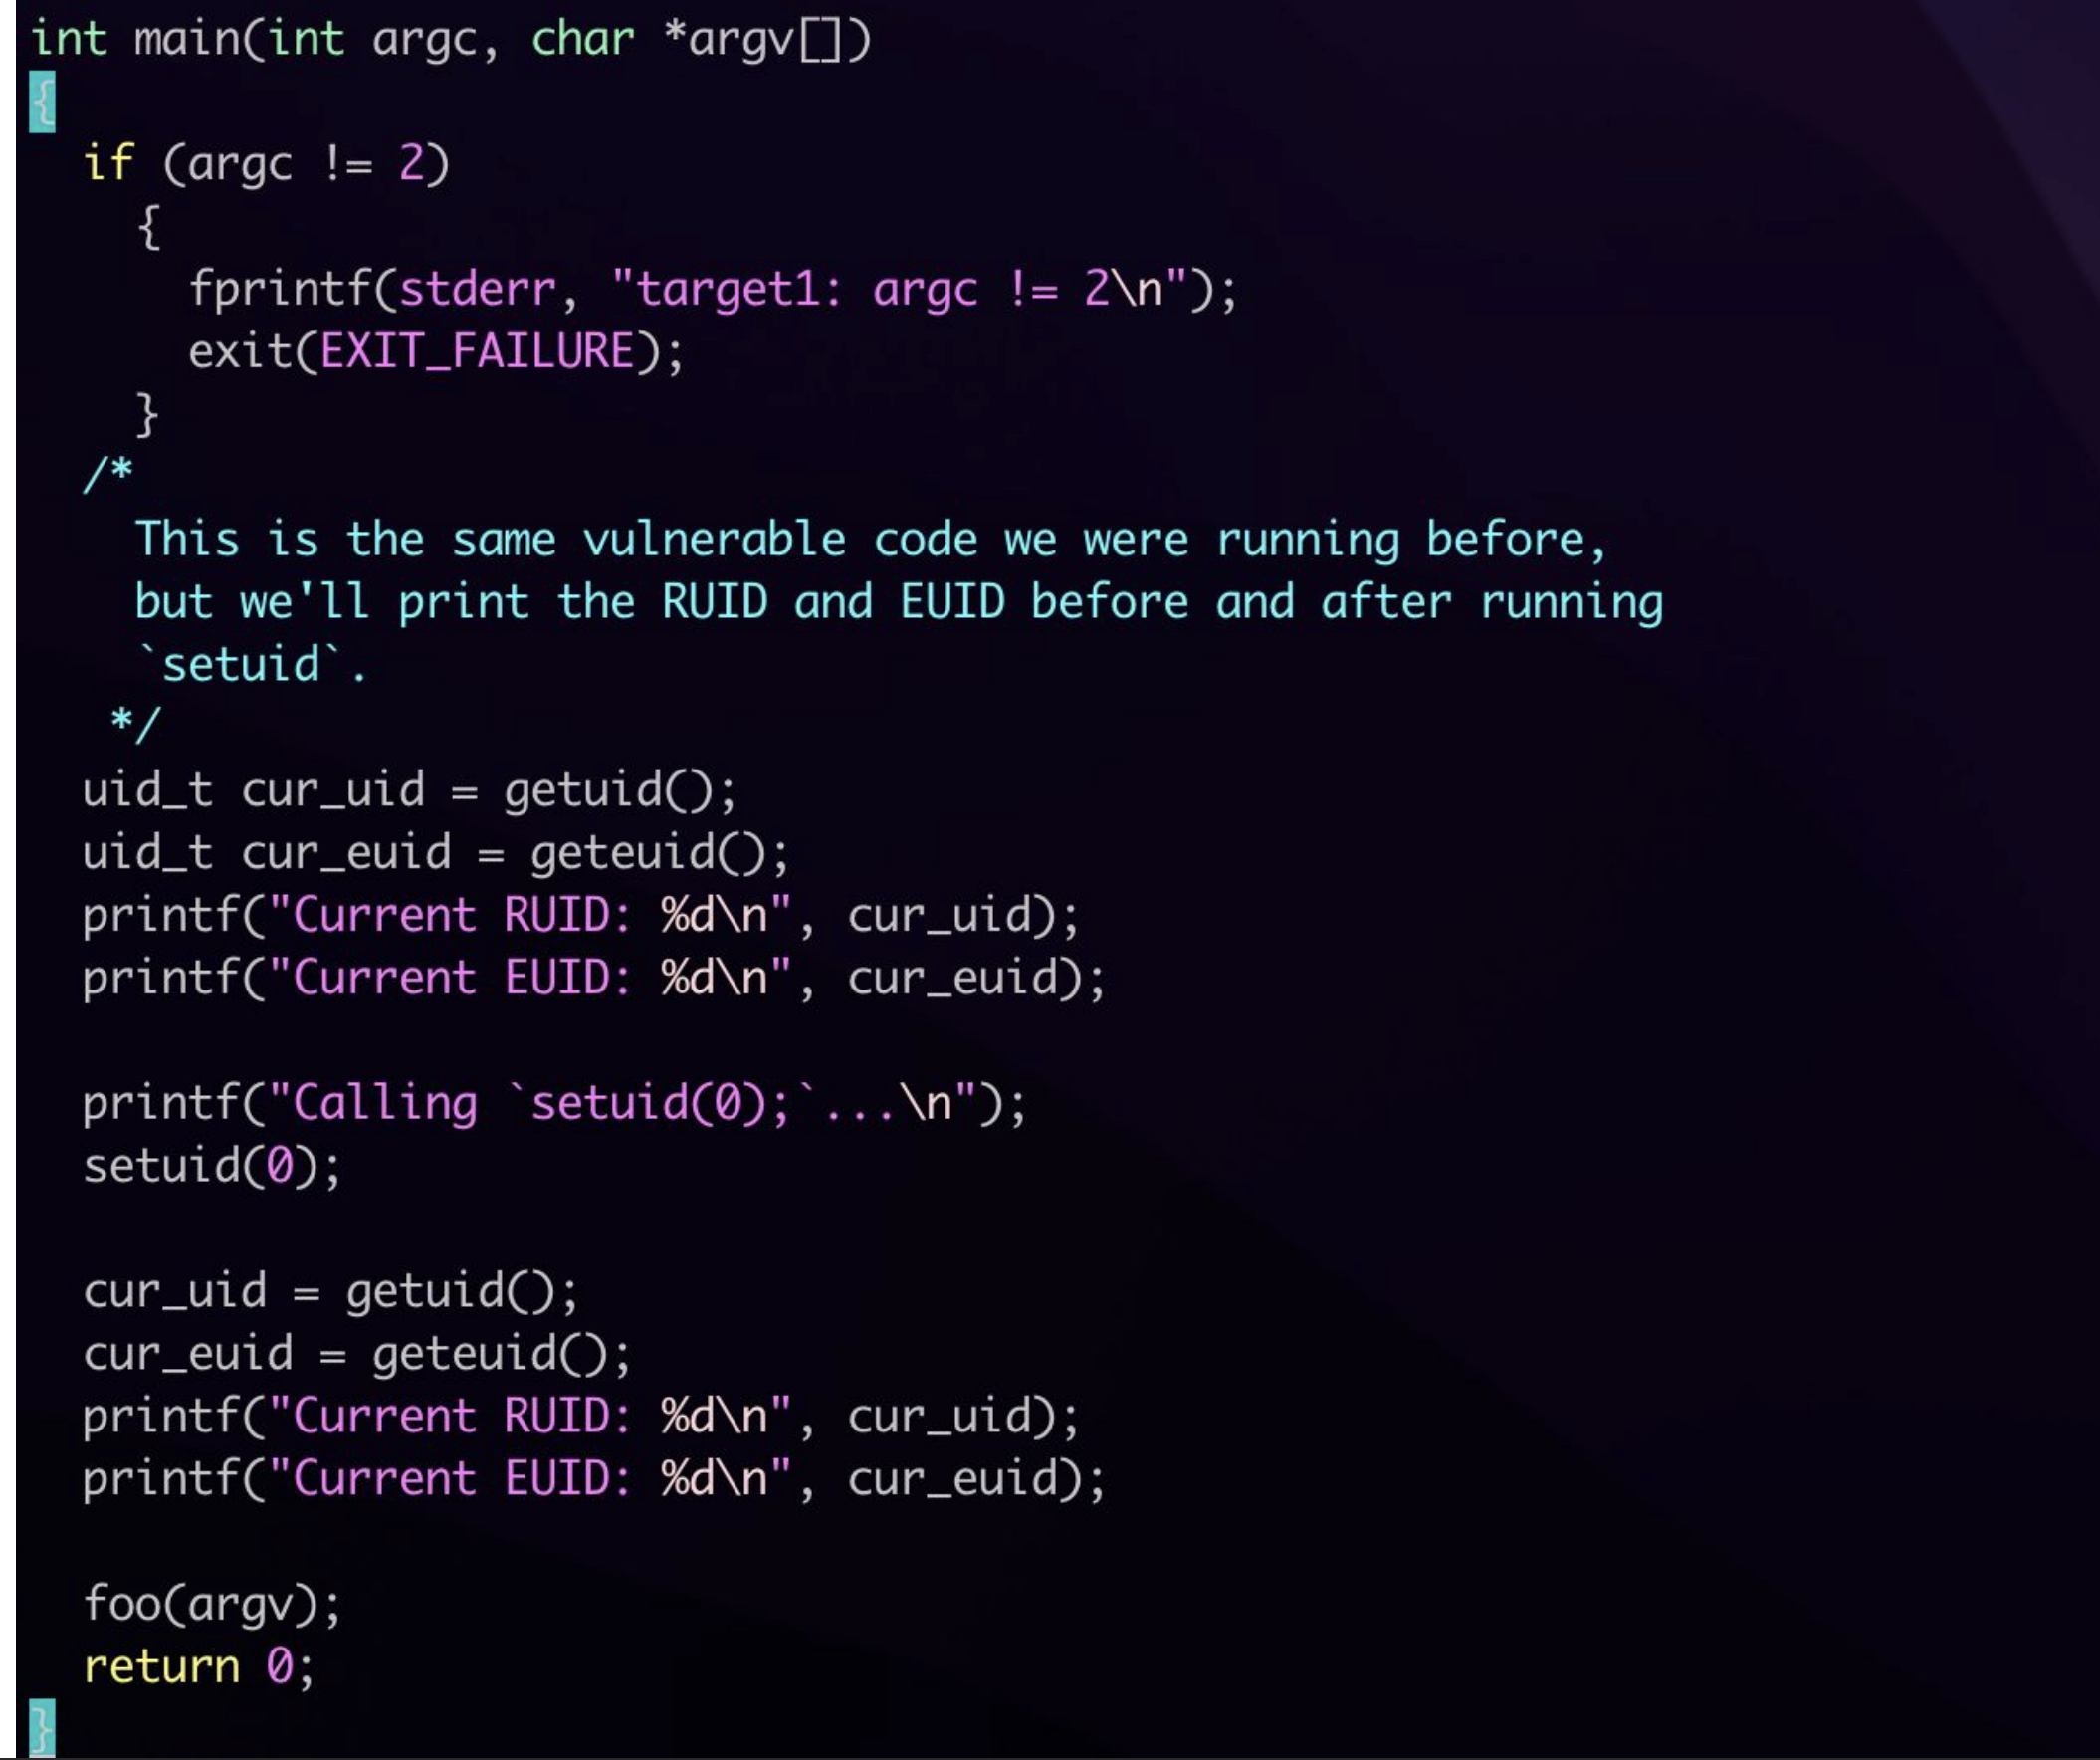 int main(int argc, char *argv[])
{
  if (argc != 2)
    {
      fprintf(stderr, "target1: argc != 2\n");
      exit(EXIT_FAILURE);
    }
  /*
    This is the same vulnerable code we were running before,
    but we'll print the RUID and EUID before and after running
    `setuid`.
   */
  uid_t cur_uid = getuid();
  uid_t cur_euid = geteuid();
  printf("Current RUID: %d\n", cur_uid);
  printf("Current EUID: %d\n", cur_euid);

  printf("Calling `setuid(0);`...\n");
  setuid(0);

  cur_uid = getuid();
  cur_euid = geteuid();
  printf("Current RUID: %d\n", cur_uid);
  printf("Current EUID: %d\n", cur_euid);

  foo(argv);
  return 0;
}